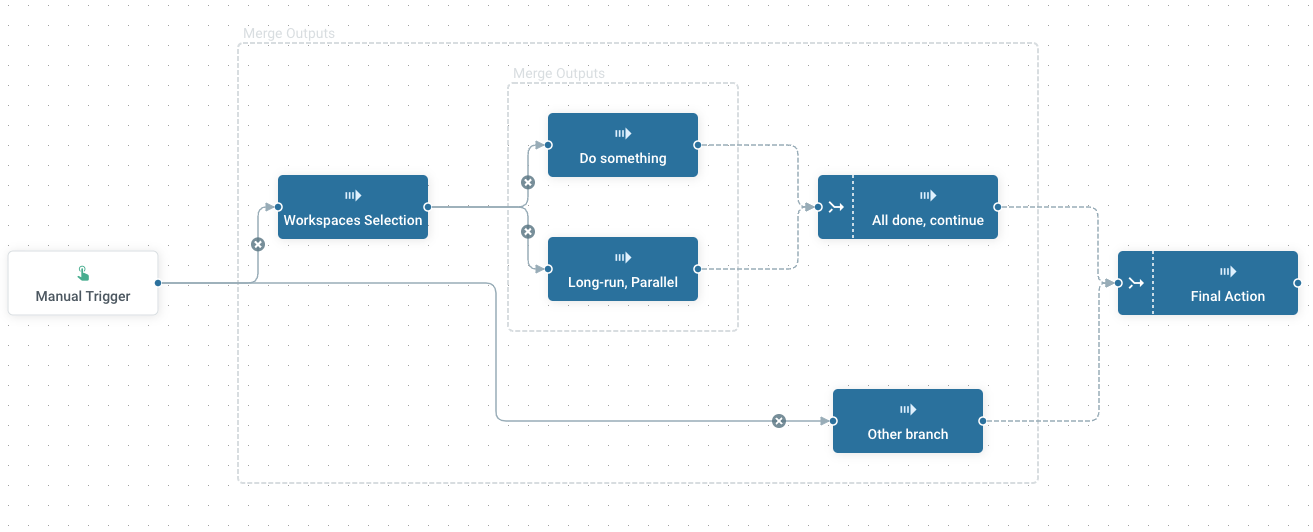 Merge Outputs
Merge Outputs
Do something
Workspaces Selection
All done, continue
Long-run, Parallel
Manual Trigger
Final Action
Other branch